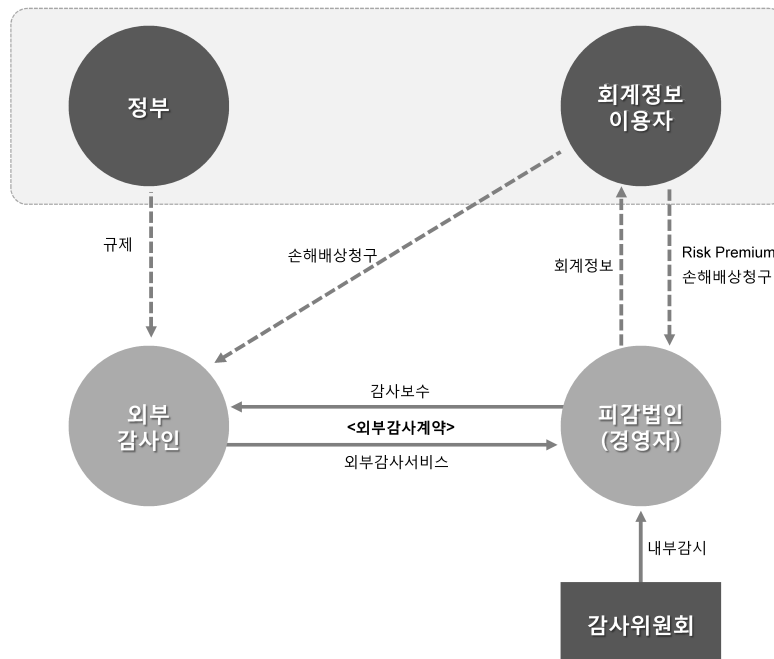 정부
회계정보
이용자
규제
손해배상청구
회계정보
Risk Premium
손해배상청구
외부
감사인
감사보수
<외부감사계약>
외부감사서비스
피감법인
(경영자)
내부감시
감사위원회